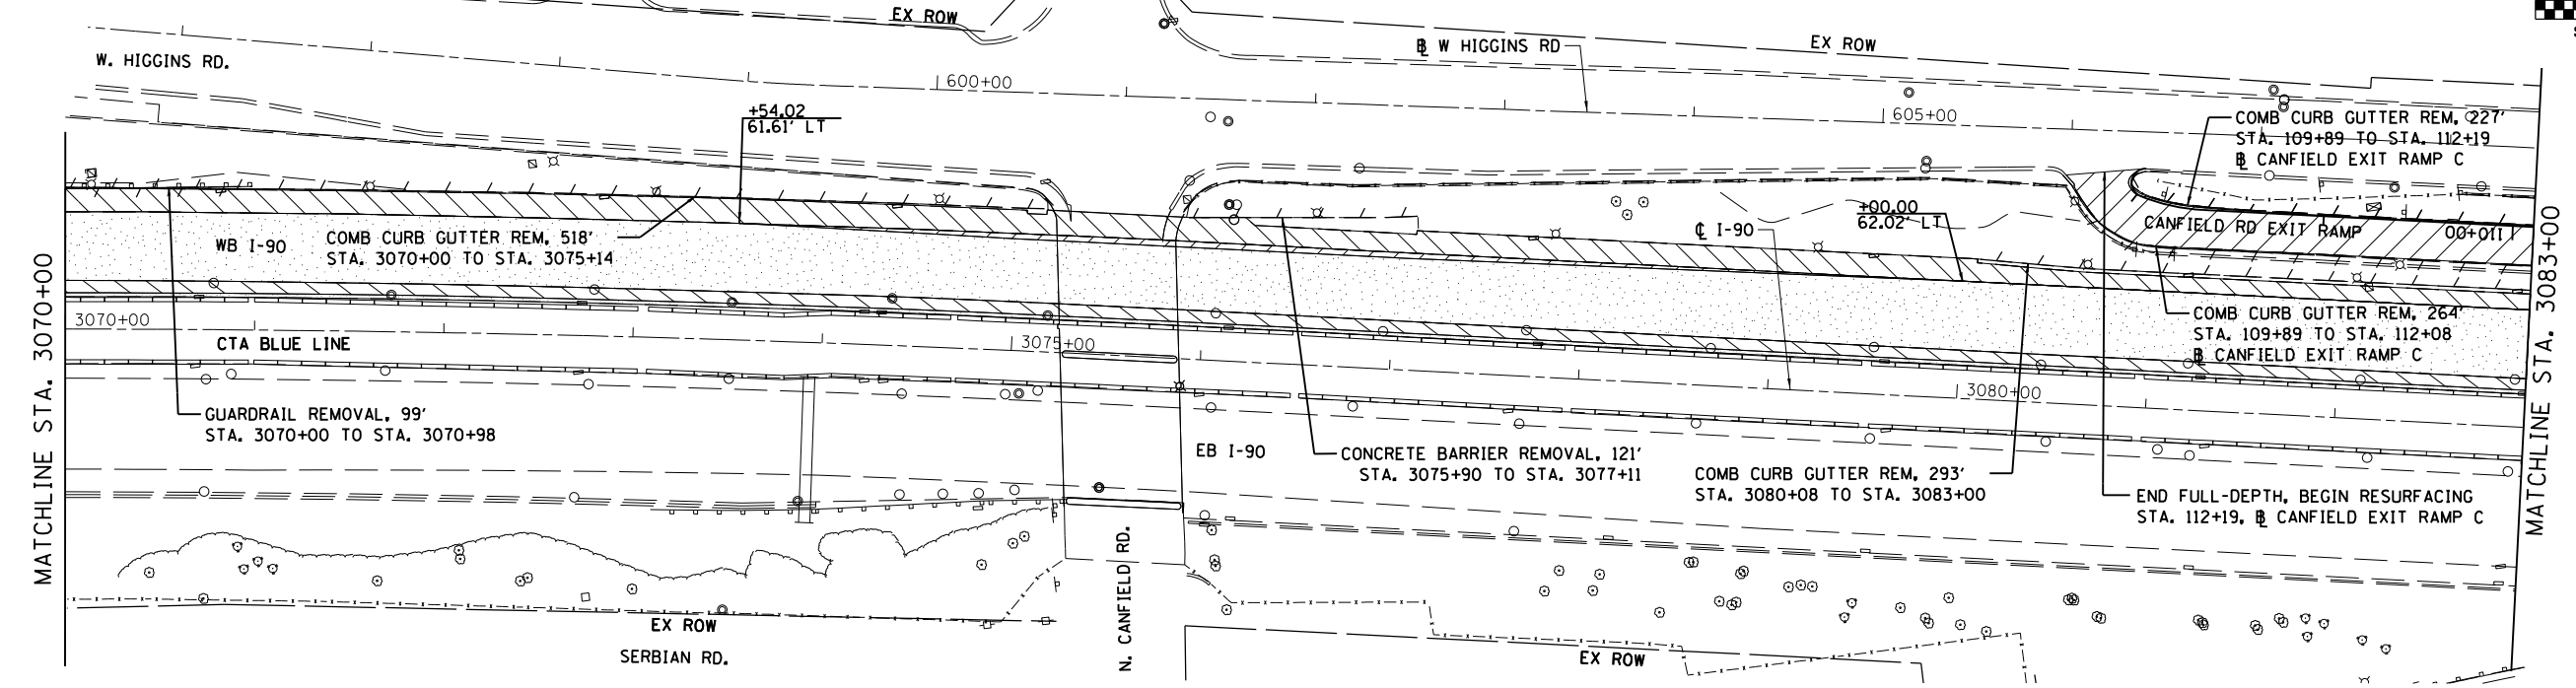 EX ROW
W. HIGGINS RD.
600+00
℄ W HIGGINS RD
EX ROW
+54.02
61.61' LT
605+00
COMB CURB GUTTER REM, 227'
STA. 109+89 TO STA. 112+19
CANFIELD EXIT RAMP C
WB I-90
COMB CURB GUTTER REM, 518'
STA. 3070+00 TO STA. 3075+14
℄ I-90
+00.00
62.02' LT
CANFIELD RD EXIT RAMP
110+00
MATCHLINE STA. 3070+00
MATCHLINE STA. 3083+00
3070+00
CTA BLUE LINE
3075+00
3080+00
COMB CURB GUTTER REM, 264'
STA. 109+89 TO STA. 112+08
CANFIELD EXIT RAMP C
GUARDRAIL REMOVAL, 99'
STA. 3070+00 TO STA. 3070+98
EB I-90
CONCRETE BARRIER REMOVAL, 121'
STA. 3075+90 TO STA. 3077+11
COMB CURB GUTTER REM, 293'
STA. 3080+08 TO STA. 3083+00
END FULL-DEPTH, BEGIN RESURFACING
STA. 112+19, CANFIELD EXIT RAMP C
N. CANFIELD RD.
EX ROW
SERBIAN RD.
EX ROW